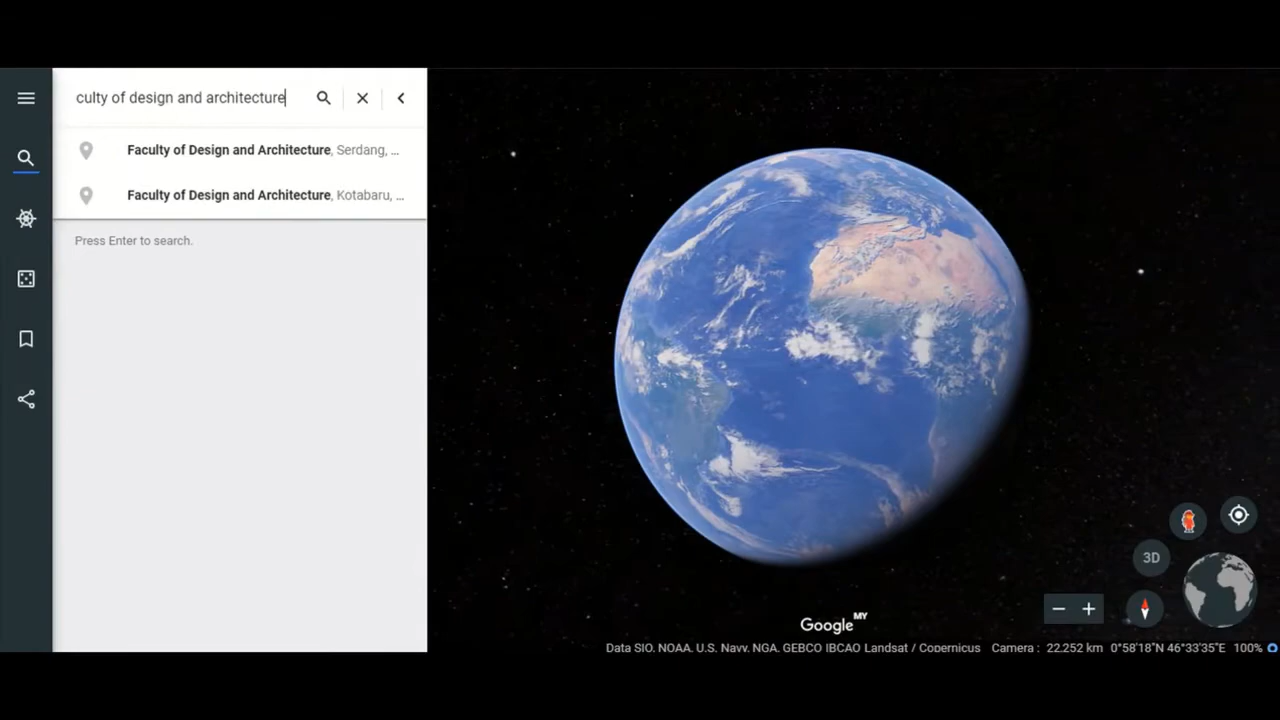 culty of design and architecture
Faculty of Design and Architecture, Serdang, ...
Faculty of Design and Architecture, Kotabaru, ...
Press Enter to search.
3D
Google MY
Data SIO, NOAA, U.S. Navy, NGA, GEBCO IBCAO Landsat / Copernicus Camera : 22,252 km 0°58'18"N 46°33'35"E 100%